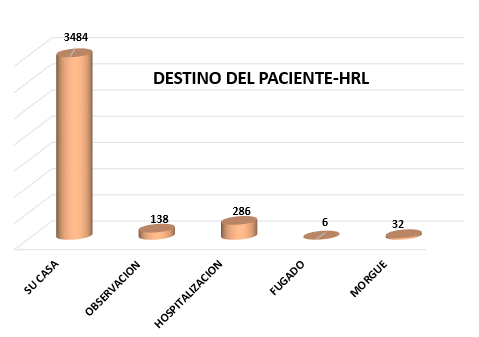 DESTINO DEL PACIENTE-HRL
3484
138
286
6
32
SU CASA
OBSERVACION
HOSPITALIZACION
FUGADO
MORGUE